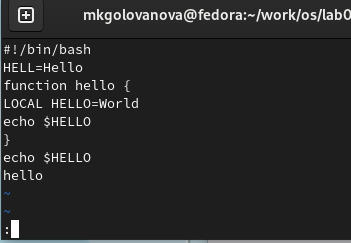 mkgolovanova@fedora:~/work/os/lab0
#!/bin/bash
HELL=Hello
function hello {
LOCAL HELLO=World
echo $HELLO
}
echo $HELLO
hello
~
~
: